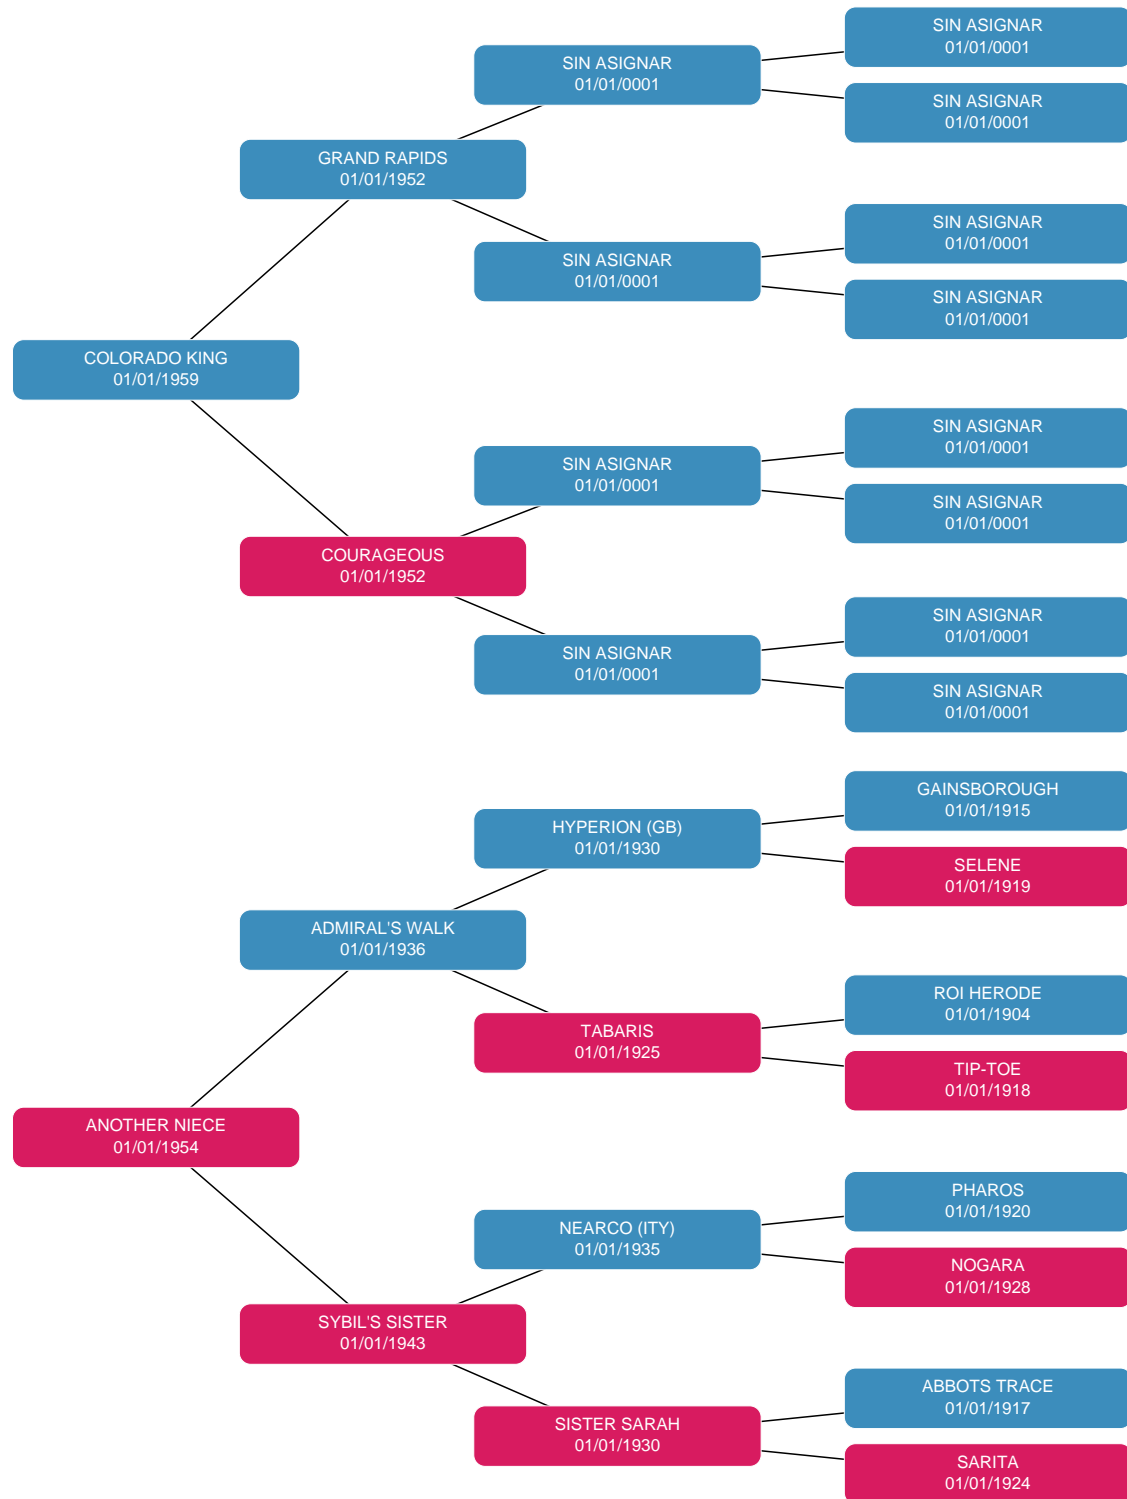 SIN ASIGNAR
01/01/0001
SIN ASIGNAR
01/01/0001
SIN ASIGNAR
01/01/0001
GRAND RAPIDS
01/01/1952
SIN ASIGNAR
01/01/0001
SIN ASIGNAR
01/01/0001
SIN ASIGNAR
01/01/0001
COLORADO KING
01/01/1959
SIN ASIGNAR
01/01/0001
SIN ASIGNAR
01/01/0001
SIN ASIGNAR
01/01/0001
COURAGEOUS
01/01/1952
SIN ASIGNAR
01/01/0001
SIN ASIGNAR
01/01/0001
SIN ASIGNAR
01/01/0001
GAINSBOROUGH
01/01/1915
HYPERION (GB)
01/01/1930
SELENE
01/01/1919
ADMIRAL'S WALK
01/01/1936
ROI HERODE
01/01/1904
TABARIS
01/01/1925
TIP-TOE
01/01/1918
ANOTHER NIECE
01/01/1954
PHAROS
01/01/1920
NEARCO (ITY)
01/01/1935
NOGARA
01/01/1928
SYBIL'S SISTER
01/01/1943
ABBOTS TRACE
01/01/1917
SISTER SARAH
01/01/1930
SARITA
01/01/1924